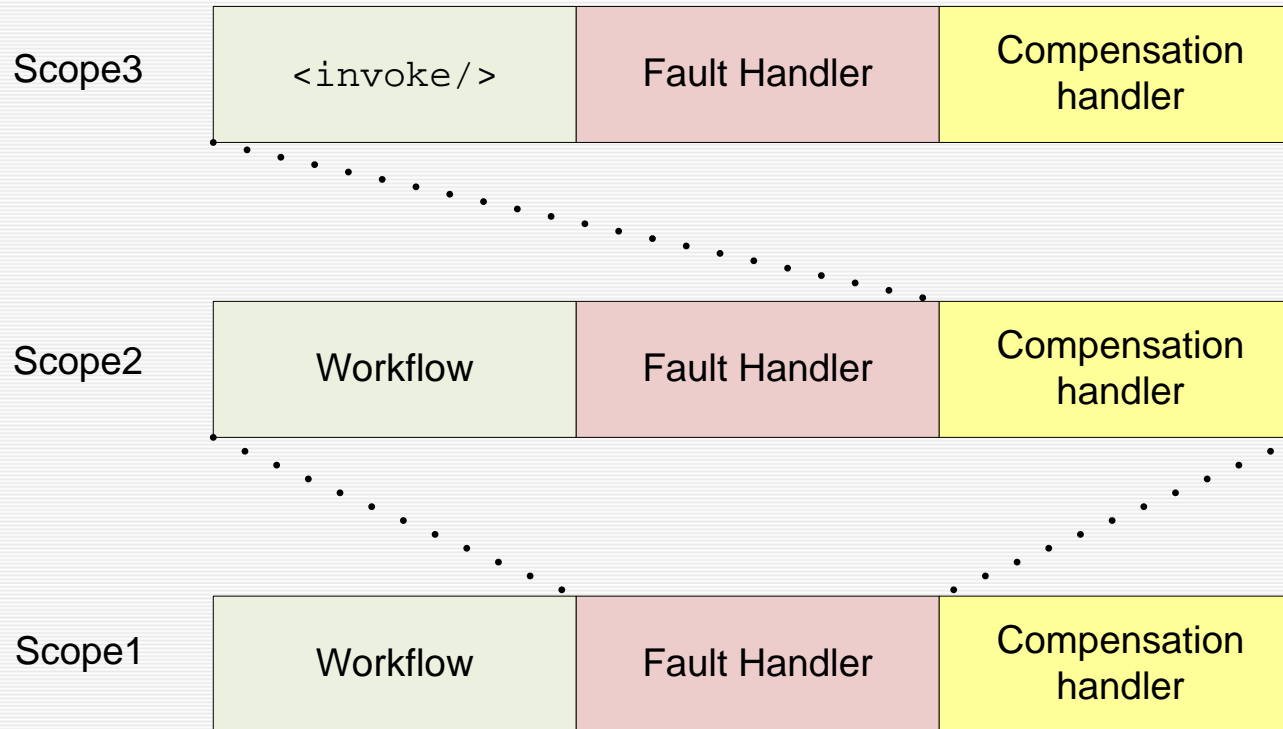 Scope3
<invoke/>
Fault Handler
Compensation
handler
Scope2
Workflow
Fault Handler
Compensation
handler
Scope1
Workflow
Fault Handler
Compensation
handler